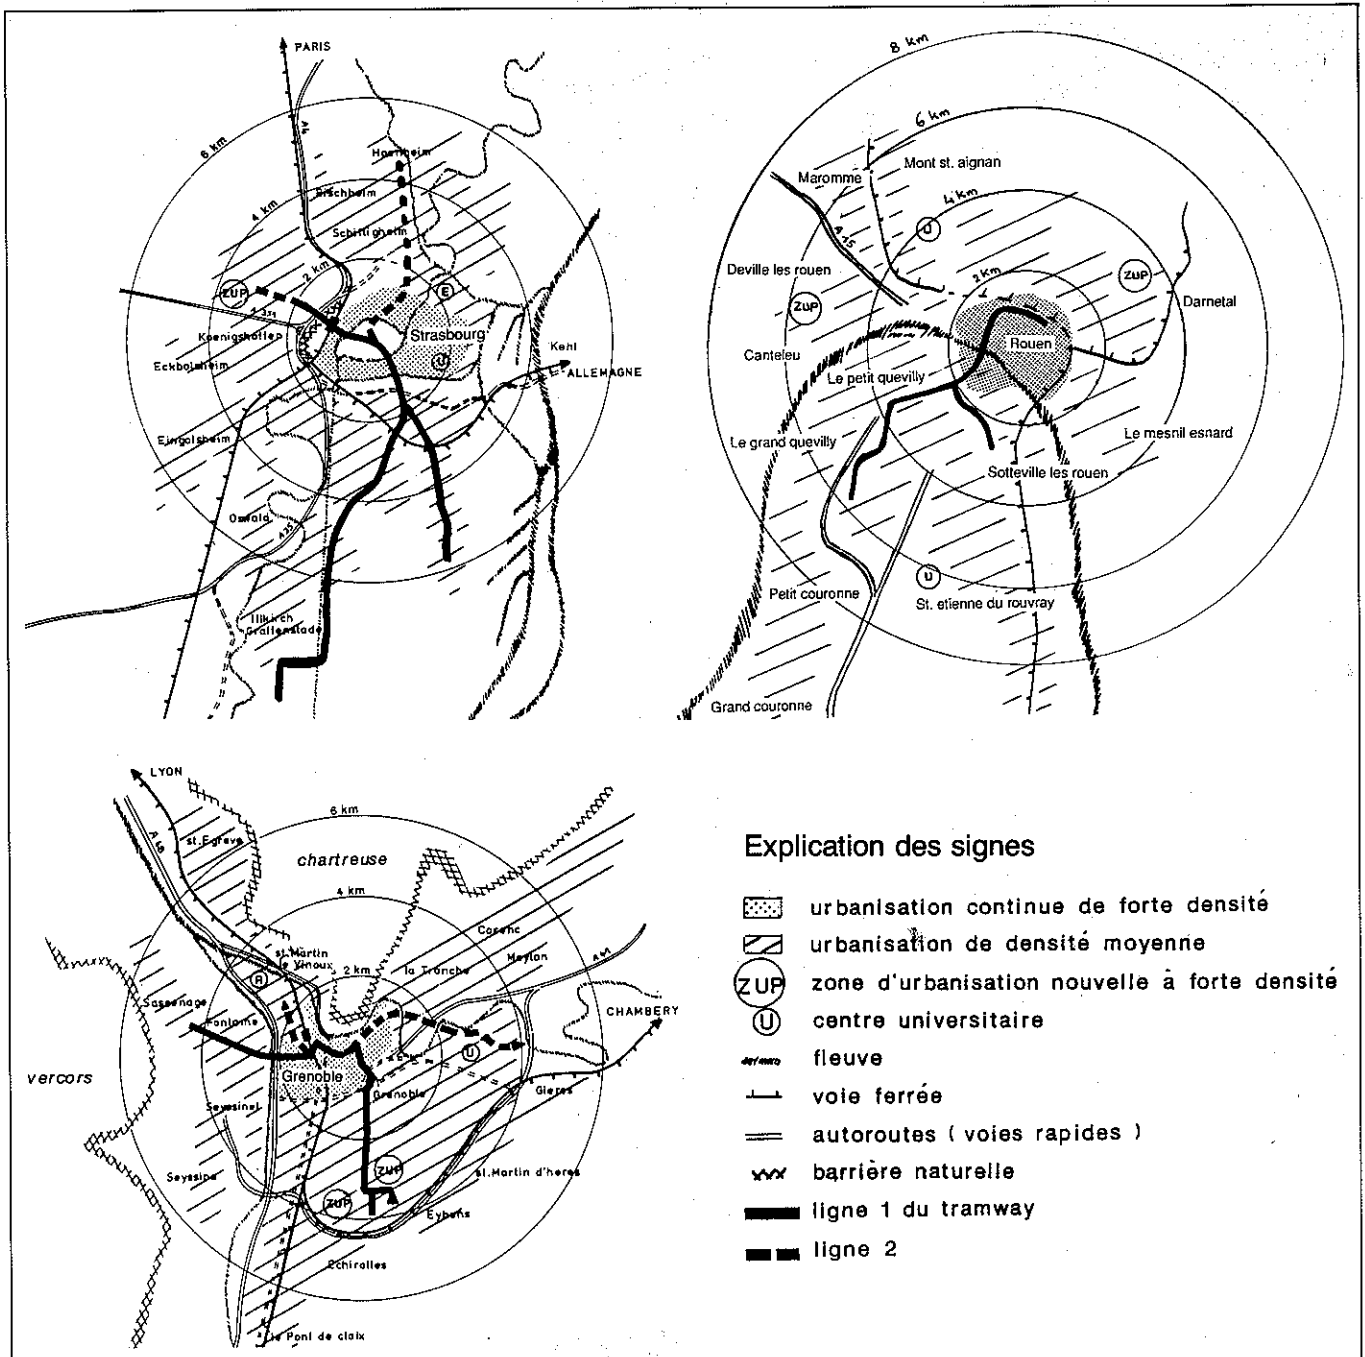 PARIS
A4
6 km
4 km
2 km
Hoenheim
Bischheim
Schiltigheim
ZUP
E
A 351
Strasbourg
Koenigshoffen
U
Kehl
ALLEMAGNE
Eckbolsheim
Eingolsheim
Oswald
A35
Illkirch
Graffenstade
8 km
6 km
Mont st. aignan
Maromme
4 km
U
A 15
Deville les rouen
2 km
ZUP
ZUP
Darnetal
Rouen
Canteleu
Le petit quevilly
Le grand quevilly
Le mesnil esnard
Sotteville les rouen
U
Petit couronne
St. etienne du rouvray
Grand couronne
LYON
A 48
st.Egreve
6 km
chartreuse
4 km
Corenc
Meylan
A 41
st.Martin
Vinoux
2 km
la Tronche
R
Sassenage
Fontaine
CHAMBERY
U
vercors
Grenoble
Grenoble
Gieres
Seyssinet
Seyssins
ZUP
st.Martin d'heres
ZUP
Eybens
Echirolles
le Pont de claix
Explication des signes
urbanisation continue de forte densité
urbanisation de densité moyenne
ZUP zone d'urbanisation nouvelle à forte densité
U centre universitaire
fleuve
voie ferrée
autoroutes ( voies rapides )
barrière naturelle
ligne 1 du tramway
ligne 2